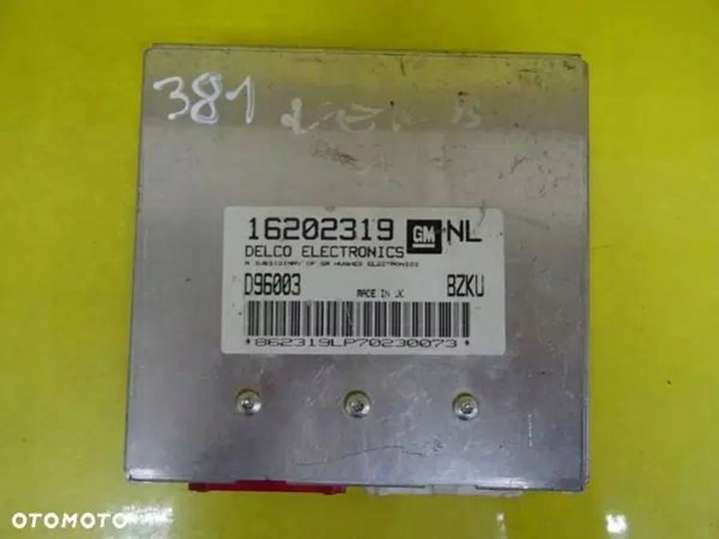 381
16202319 GM NL
DELCO ELECTRONICS
A SUBSIDIARY OF GM HUGHES ELECTRONICS
D96003 MADE IN UK BZKU
*862319LP70230073*
OTOMOTO